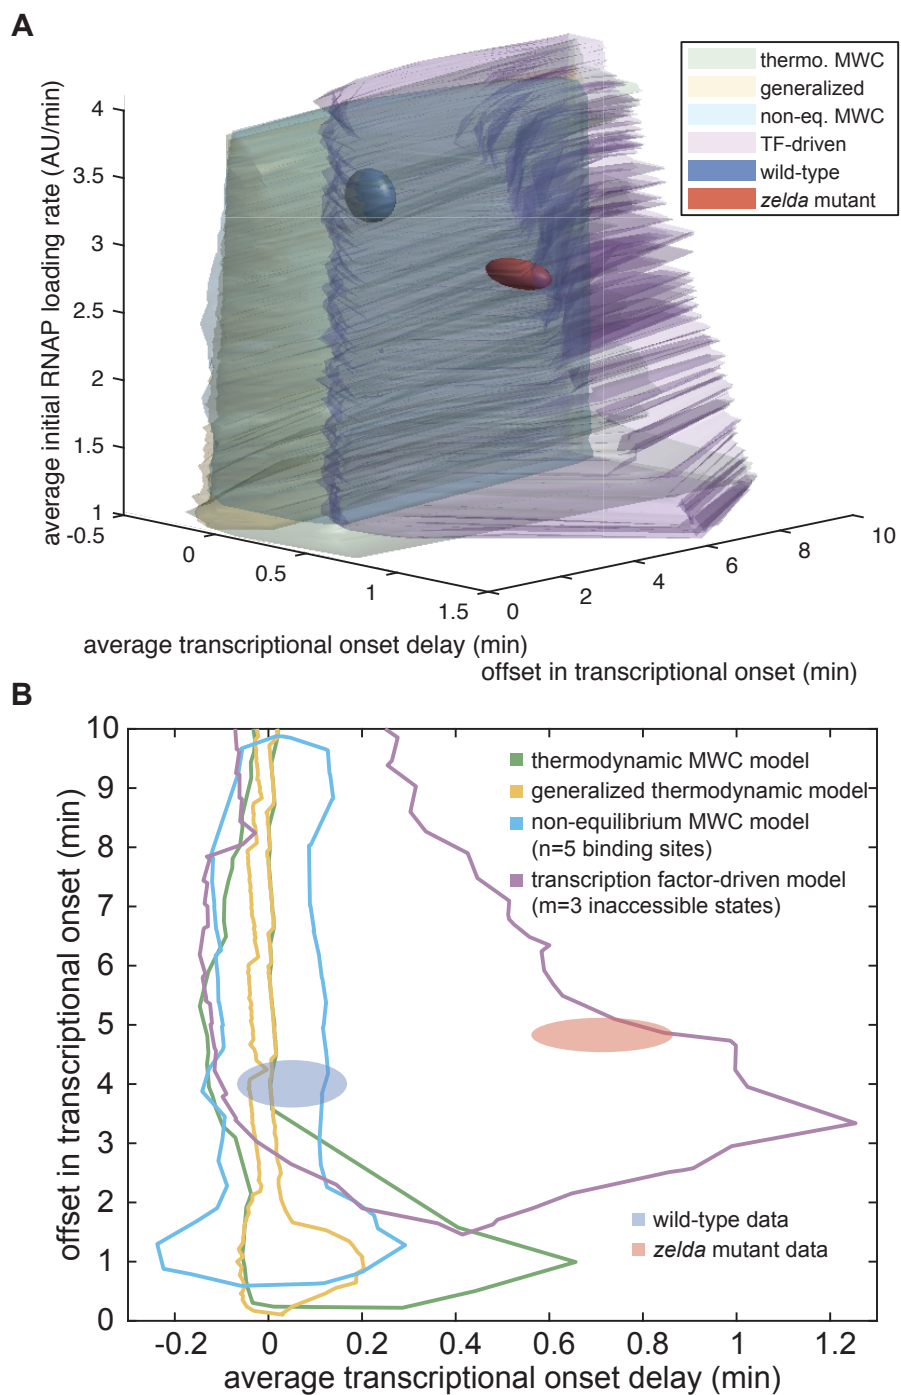 A
thermo. MWC
generalized
non-eq. MWC
TF-driven
wild-type
zelda mutant
average initial RNAP loading rate (AU/min)
4
3.5
3
2.5
2
1.5
1
-0.5
0
0.5
1
1.5
0
2
4
6
8
10
average transcriptional onset delay (min)
offset in transcriptional onset (min)
B
offset in transcriptional onset (min)
10
9
8
7
6
5
4
3
2
1
0
thermodynamic MWC model
generalized thermodynamic model
non-equilibrium MWC model
(n=5 binding sites)
transcription factor-driven model
(m=3 inaccessible states)
wild-type data
zelda mutant data
-0.2
0
0.2
0.4
0.6
0.8
1
1.2
average transcriptional onset delay (min)